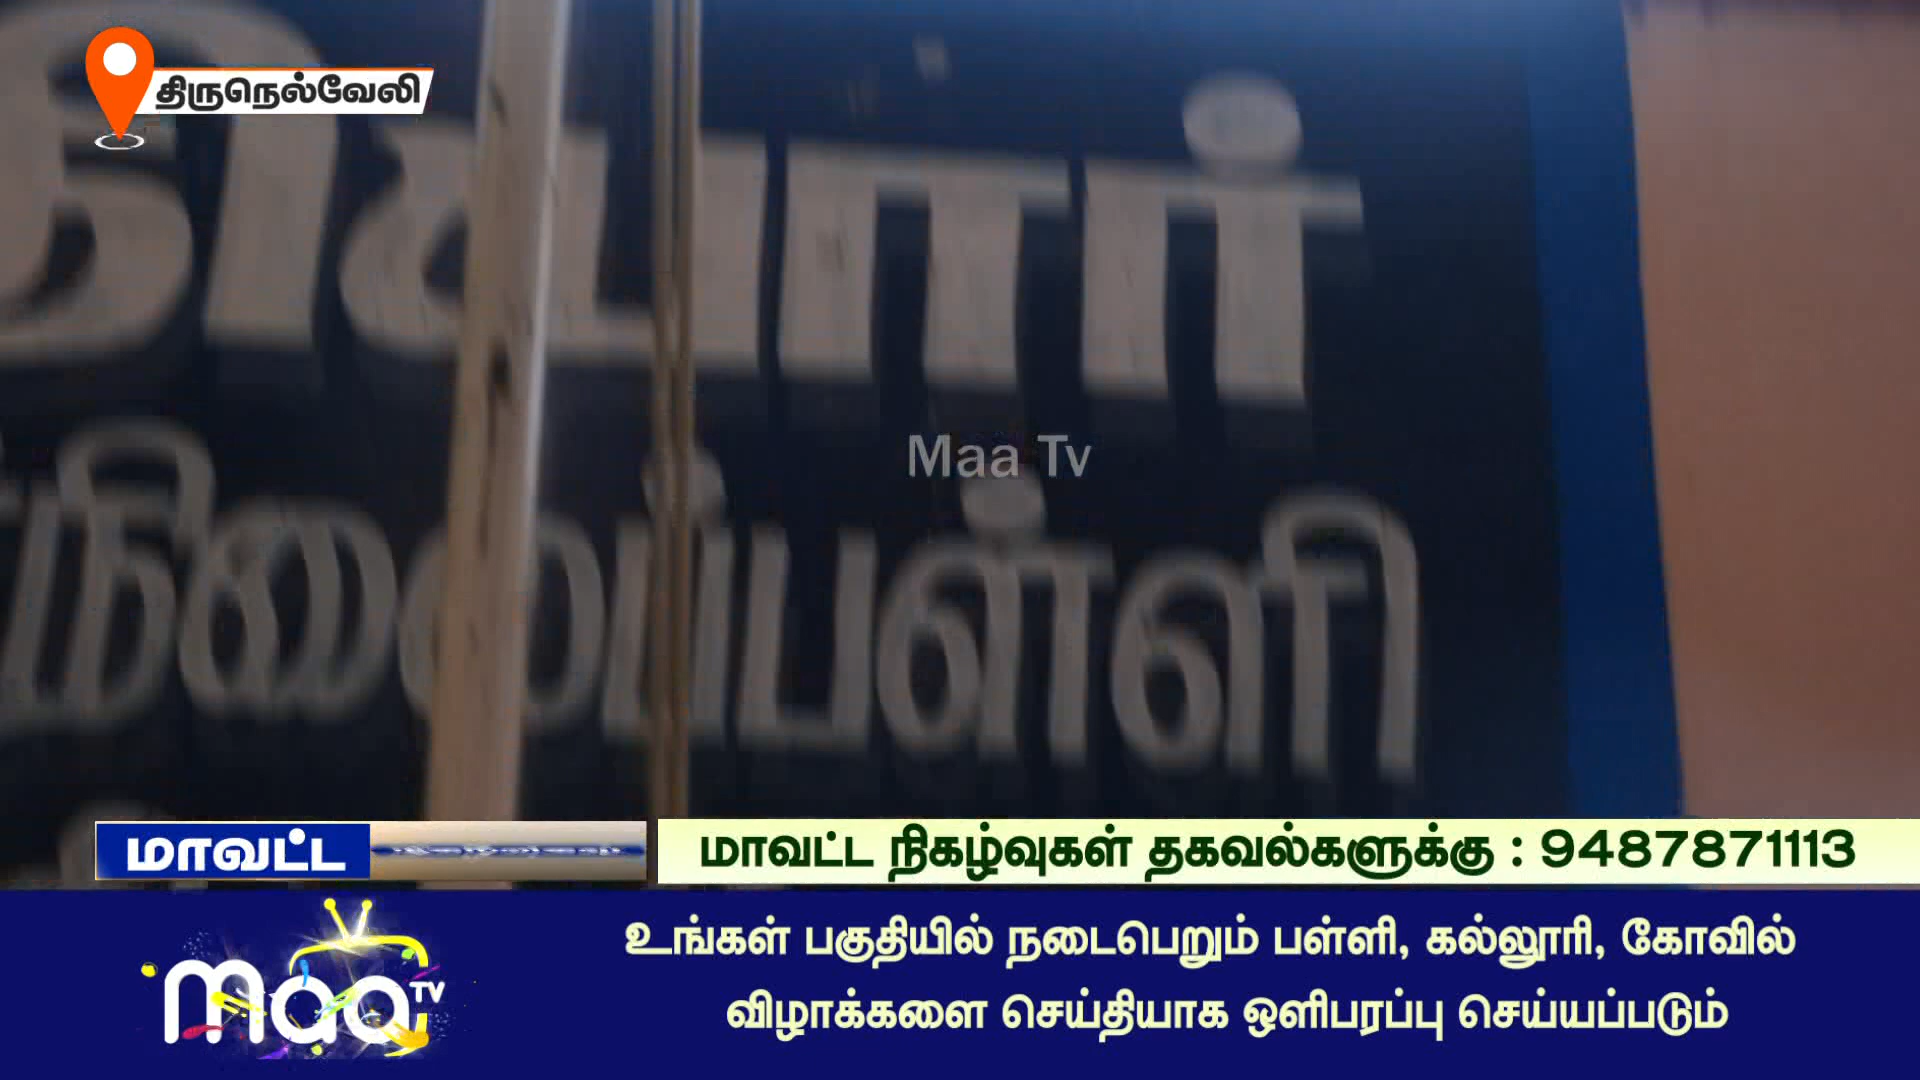 திருநெல்வேலி
Maa Tv
நிலைப்பள்ளி
மாவட்ட
மாவட்ட நிகழ்வுகள் தகவல்களுக்கு : 9487871113
maa TV
உங்கள் பகுதியில் நடைபெறும் பள்ளி, கல்லூரி, கோவில்
விழாக்களை செய்தியாக ஒளிபரப்பு செய்யப்படும்